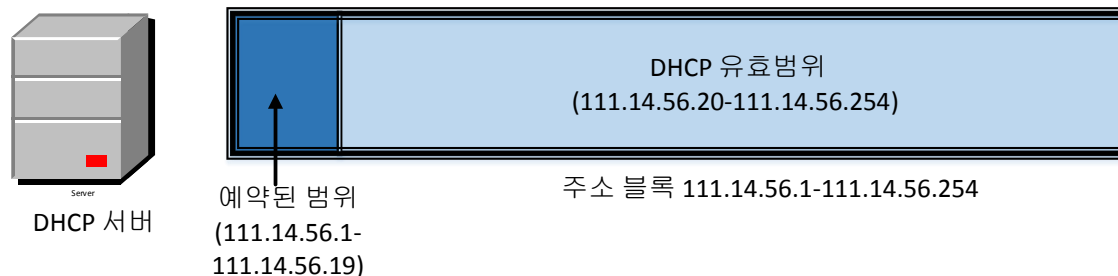 DHCP 유효범위
(111.14.56.20-111.14.56.254)
Server
DHCP 서버
예약된 범위
(111.14.56.1-
111.14.56.19)
주소 블록 111.14.56.1-111.14.56.254